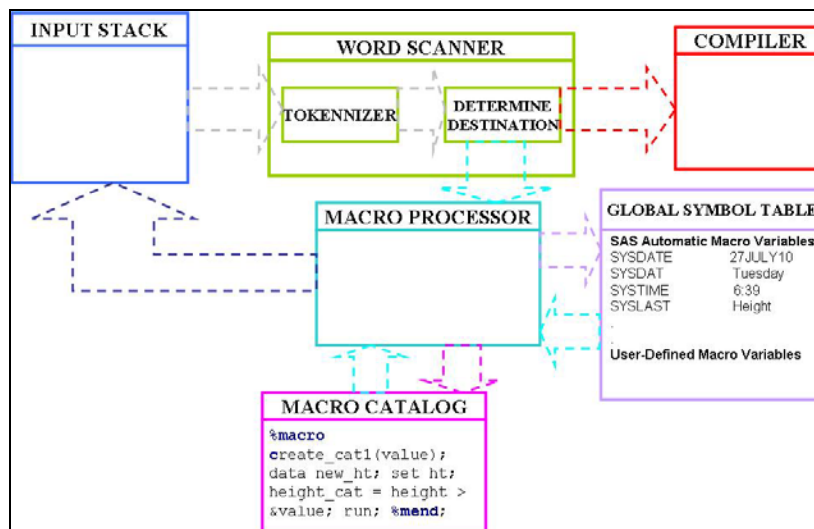 INPUT STACK
WORD SCANNER
COMPILER
TOKENNIZER
DETERMINE
DESTINATION
MACRO PROCESSOR
GLOBAL SYMBOL TABLE
SAS Automatic Macro Variables
SYSDATE 27JULY10
SYSDAT Tuesday
SYSTIME 6:39
SYSLAST Height
.
.
User-Defined Macro Variables
MACRO CATALOG
%macro
create_cat1(value);
data new_ht; set ht;
height_cat = height >
&value; run; %mend;